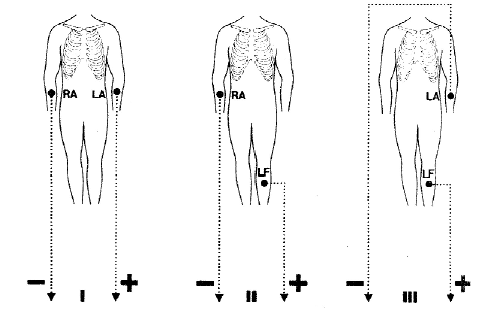 RA LA
RA
LA
LF
LF
− I +
− II +
− III +